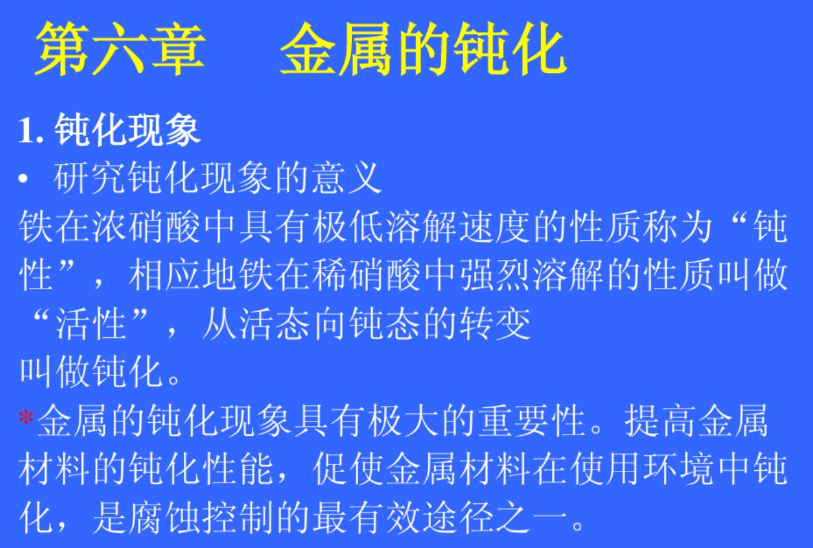 第六章 金属的钝化
1. 钝化现象
• 研究钝化现象的意义
铁在浓硝酸中具有极低溶解速度的性质称为“钝
性”，相应地铁在稀硝酸中强烈溶解的性质叫做
“活性”，从活态向钝态的转变
叫做钝化。
*金属的钝化现象具有极大的重要性。提高金属
材料的钝化性能，促使金属材料在使用环境中钝
化，是腐蚀控制的最有效途径之一。